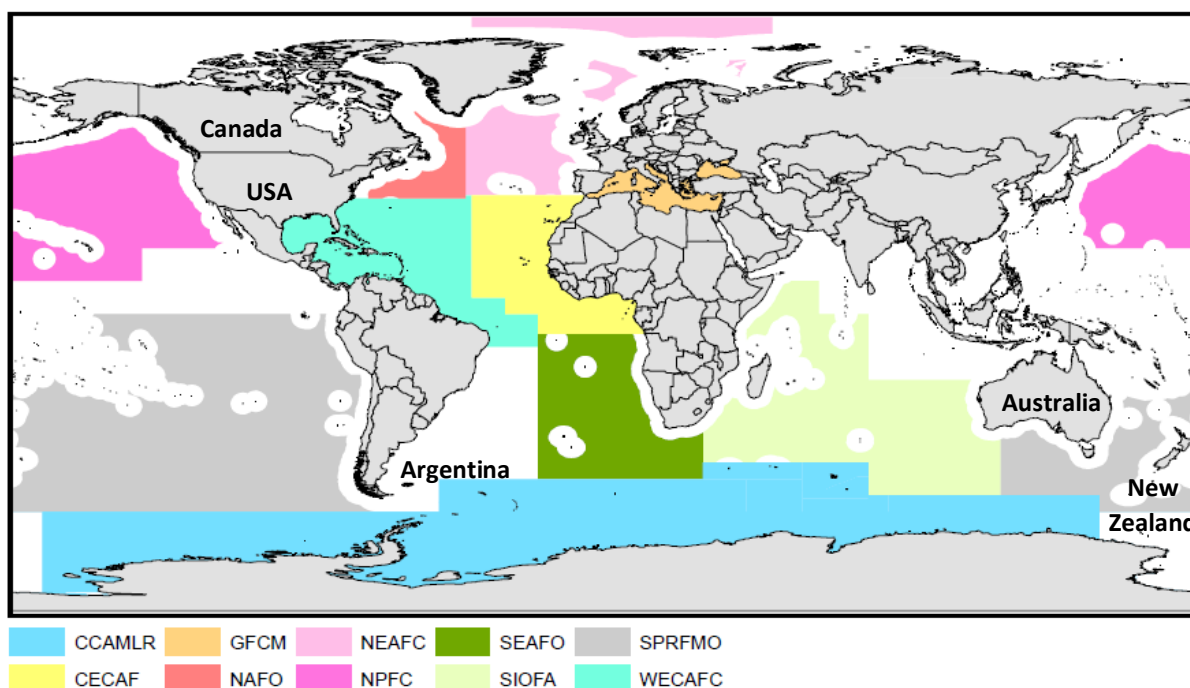 Canada
USA
Australia
Argentina
New
Zealand
CCAMLR GFCM NEAFC SEAFO SPRFMO
CECAF NAFO NPFC SIOFA WECAFC